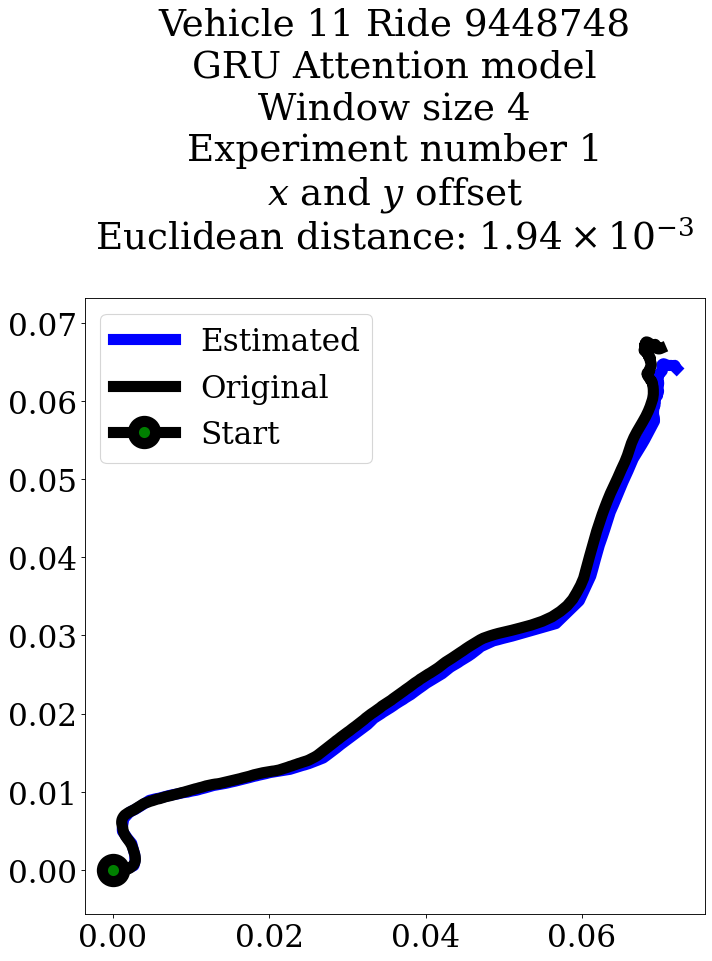 Vehicle 11 Ride 9448748
GRU Attention model
Window size 4
Experiment number 1
x and y offset
Euclidean distance: 1.94 × 10⁻³
Estimated
Original
Start
0.07
0.06
0.05
0.04
0.03
0.02
0.01
0.00
0.00 0.02 0.04 0.06